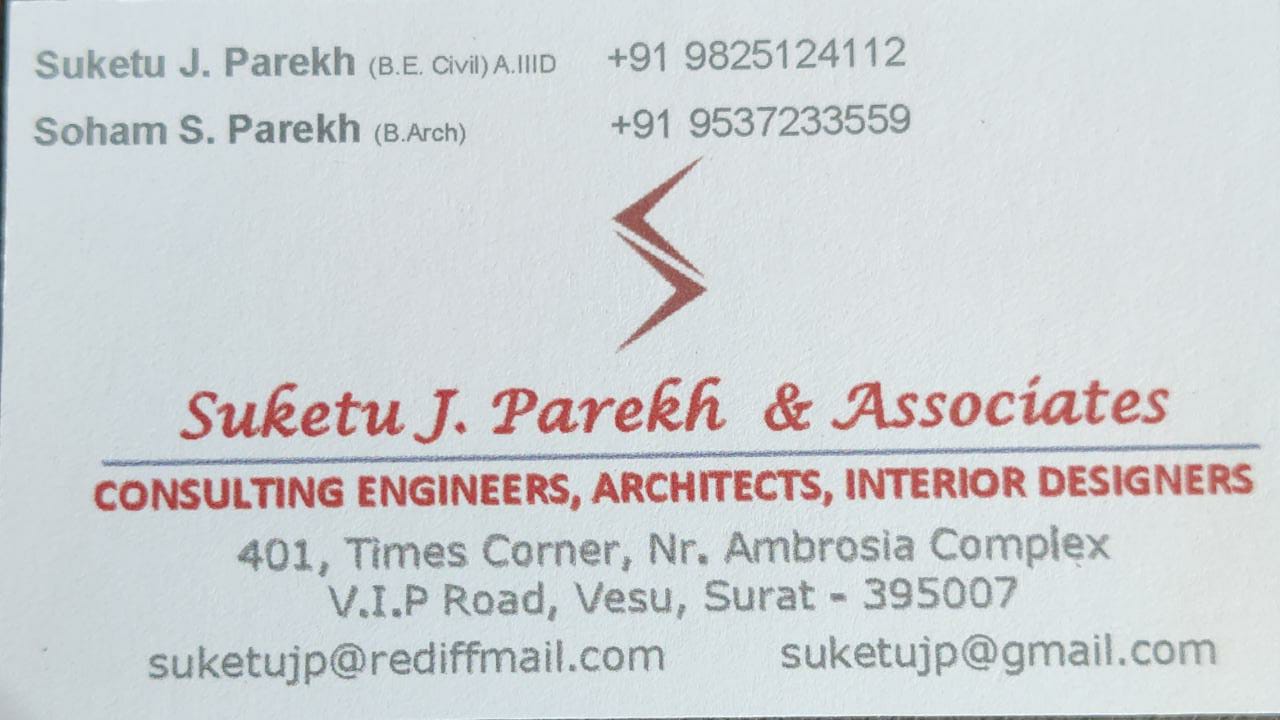 Suketu J. Parekh (B.E. Civil) A.IIID +91 9825124112
Soham S. Parekh (B.Arch) +91 9537233559
Suketu J. Parekh & Associates
CONSULTING ENGINEERS, ARCHITECTS, INTERIOR DESIGNERS
401, Times Corner, Nr. Ambrosia Complex
V.I.P Road, Vesu, Surat - 395007
suketujp@rediffmail.com suketujp@gmail.com